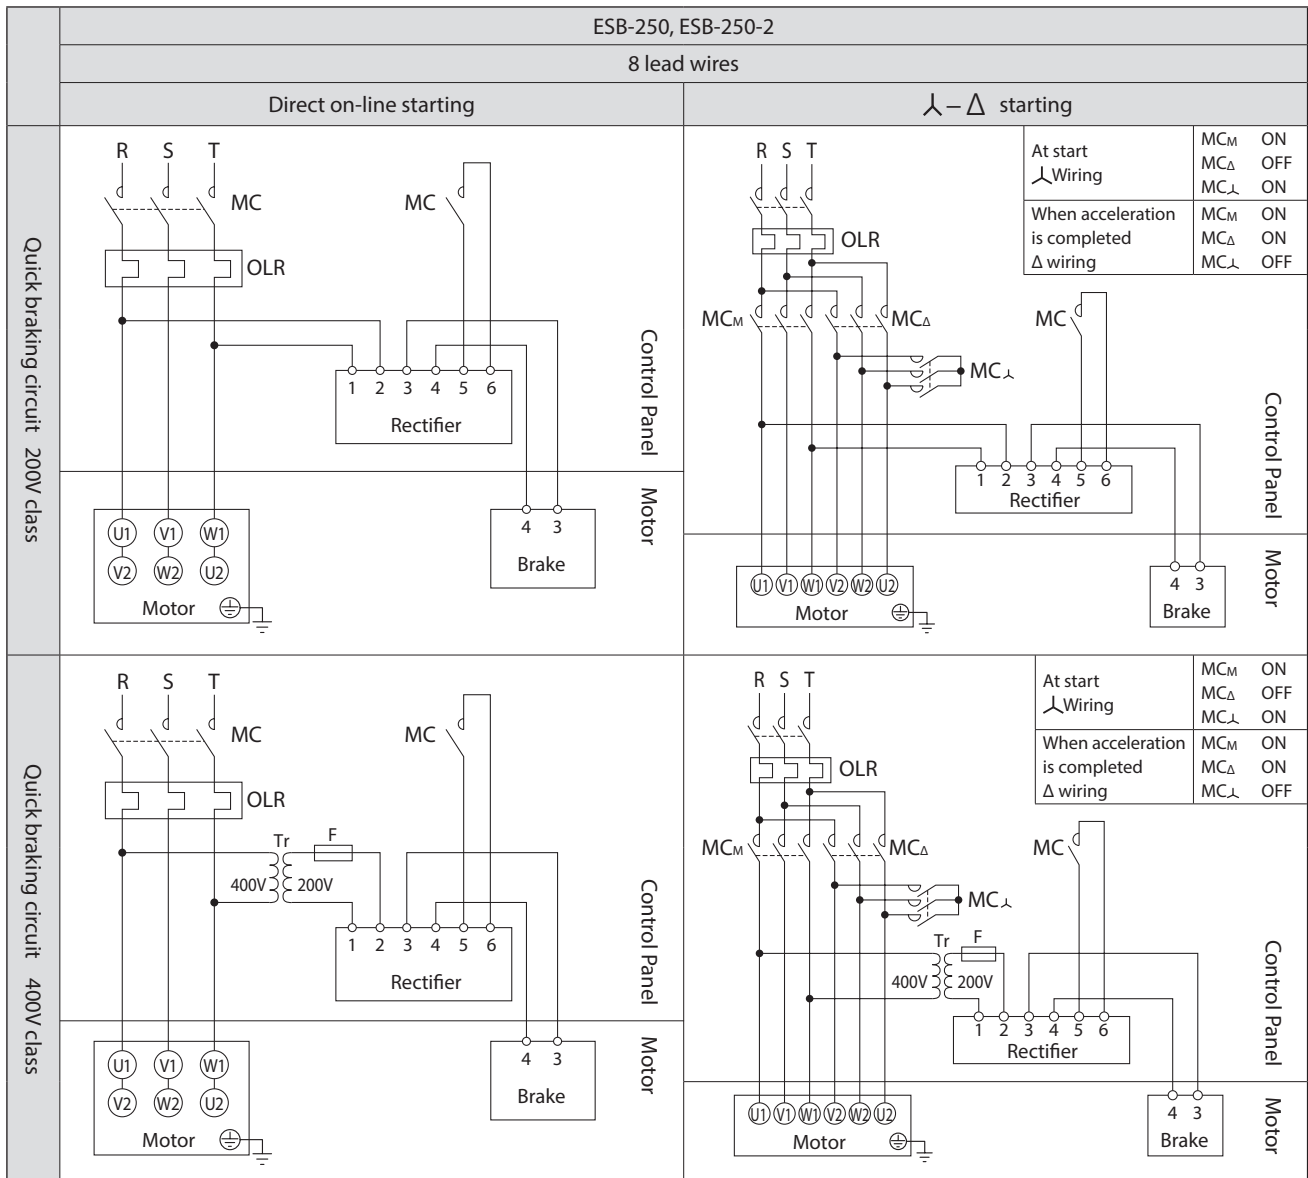 ESB-250, ESB-250-2
8 lead wires
Direct on-line starting
⅄ – Δ starting
Quick braking circuit 200V class
R S T
MC
MC
OLR
1 2 3 4 5 6
Rectifier
Control Panel
Motor
U1 V1 W1
V2 W2 U2
Motor
4 3
Brake
R S T
OLR
At start
⅄Wiring
MCM ON
MCΔ OFF
MC⅄ ON
When acceleration
is completed
Δ wiring
MCM ON
MCΔ ON
MC⅄ OFF
MCM
MCΔ
MC
MC⅄
1 2 3 4 5 6
Rectifier
Control Panel
Motor
U1 V1 W1 V2 W2 U2
Motor
4 3
Brake
Quick braking circuit 400V class
R S T
MC
MC
OLR
Tr F
400V 200V
1 2 3 4 5 6
Rectifier
Control Panel
Motor
U1 V1 W1
V2 W2 U2
Motor
4 3
Brake
R S T
OLR
At start
⅄Wiring
MCM ON
MCΔ OFF
MC⅄ ON
When acceleration
is completed
Δ wiring
MCM ON
MCΔ ON
MC⅄ OFF
MCM
MCΔ
MC
MC⅄
Tr F
400V 200V
1 2 3 4 5 6
Rectifier
Control Panel
Motor
U1 V1 W1 V2 W2 U2
Motor
4 3
Brake